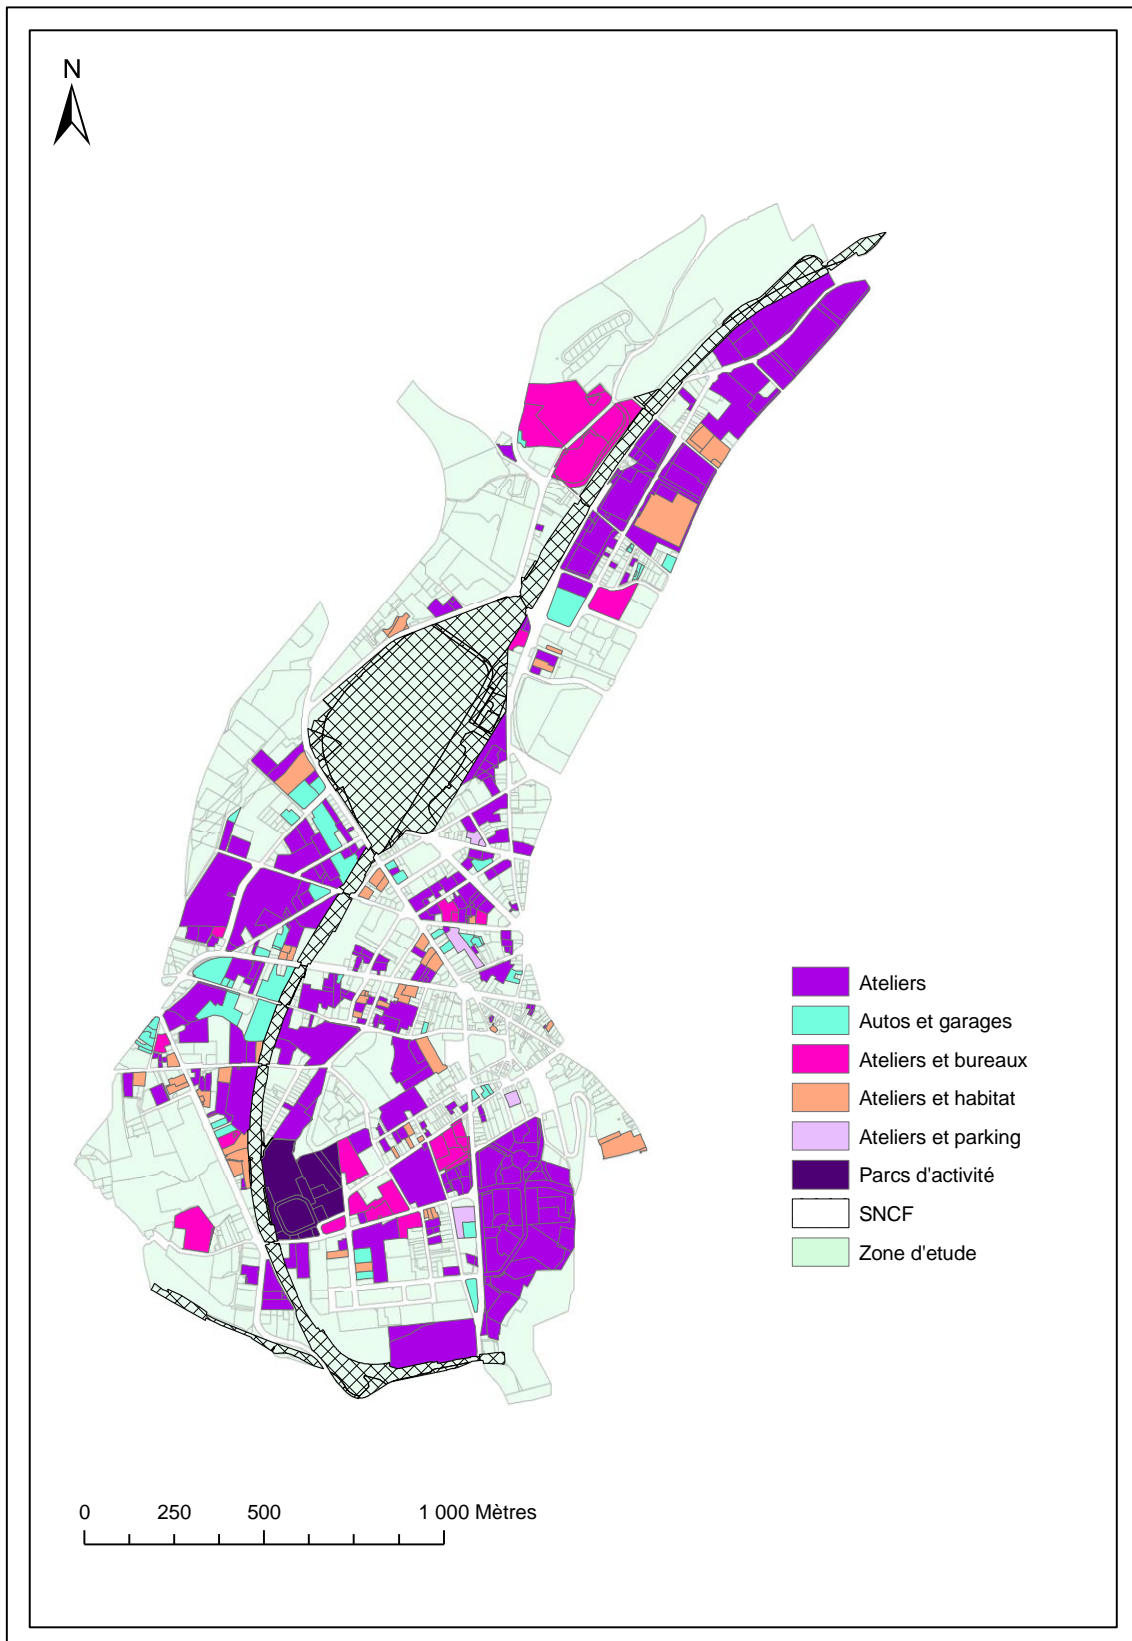 N
Ateliers
Autos et garages
Ateliers et bureaux
Ateliers et habitat
Ateliers et parking
Parcs d'activité
SNCF
Zone d'etude
0 250 500 1 000 Mètres